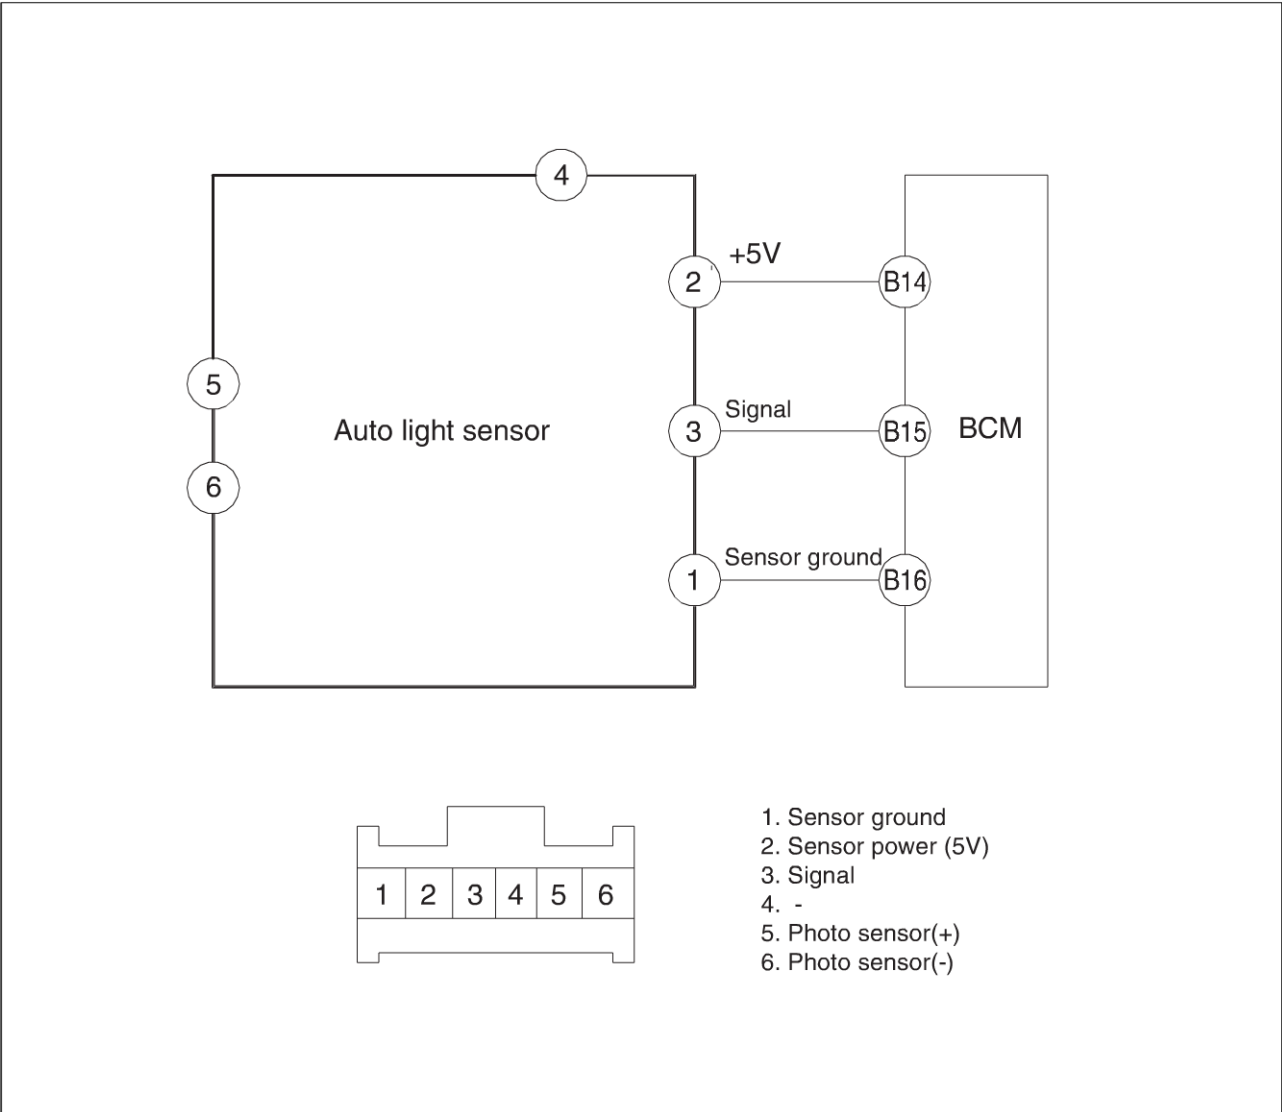 4
+5V
2
B14
5
Signal
Auto light sensor
3
B15
BCM
6
Sensor ground
1
B16
1 2 3 4 5 6
1. Sensor ground
2. Sensor power (5V)
3. Signal
4. -
5. Photo sensor(+)
6. Photo sensor(-)